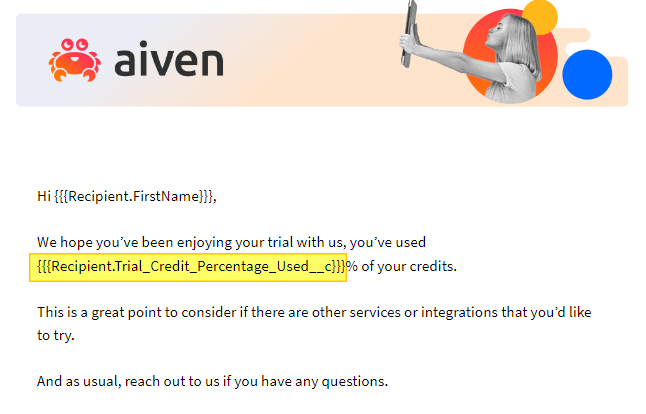 aiven
Hi {{{Recipient.FirstName}}},
We hope you’ve been enjoying your trial with us, you’ve used
{{{Recipient.Trial_Credit_Percentage_Used__c}}}% of your credits.
This is a great point to consider if there are other services or integrations that you’d like
to try.
And as usual, reach out to us if you have any questions.